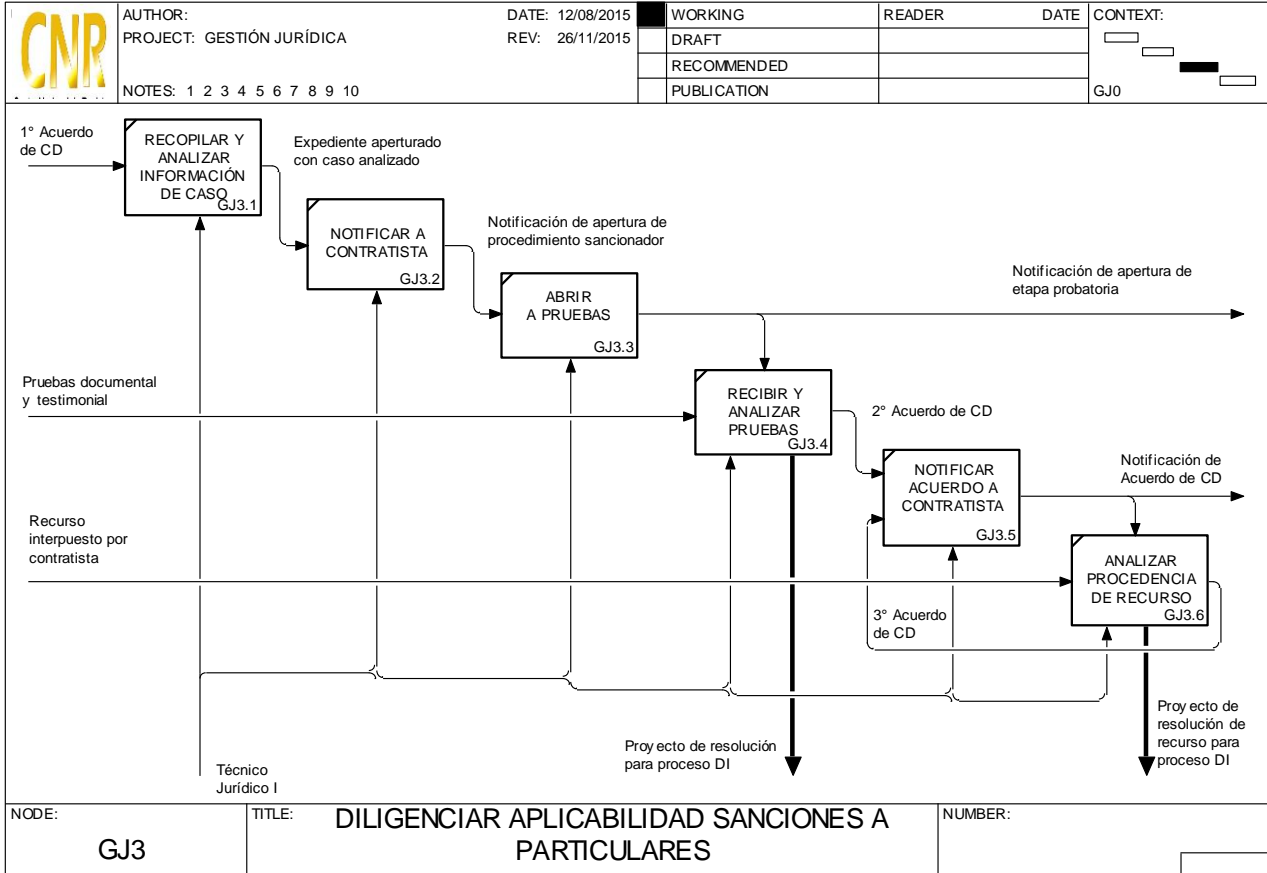 CNR
AUTHOR:
DATE: 12/08/2015
PROJECT: GESTIÓN JURÍDICA
REV: 26/11/2015
NOTES: 1 2 3 4 5 6 7 8 9 10
WORKING
DRAFT
RECOMMENDED
PUBLICATION
READER DATE
CONTEXT:
GJ0
1° Acuerdo
de CD
RECOPILAR Y
ANALIZAR
INFORMACIÓN
DE CASO
GJ3.1
Expediente aperturado
con caso analizado
NOTIFICAR A
CONTRATISTA
GJ3.2
Notificación de apertura de
procedimiento sancionador
ABRIR
A PRUEBAS
GJ3.3
Notificación de apertura de
etapa probatoria
Pruebas documental
y testimonial
RECIBIR Y
ANALIZAR
PRUEBAS
GJ3.4
2° Acuerdo de CD
NOTIFICAR
ACUERDO A
CONTRATISTA
GJ3.5
Notificación de
Acuerdo de CD
Recurso
interpuesto por
contratista
ANALIZAR
PROCEDENCIA
DE RECURSO
GJ3.6
3° Acuerdo
de CD
Proyecto de resolución
para proceso DI
Proyecto de
resolución de
recurso para
proceso DI
Técnico
Jurídico I
NODE:
GJ3
TITLE:
DILIGENCIAR APLICABILIDAD SANCIONES A
PARTICULARES
NUMBER: